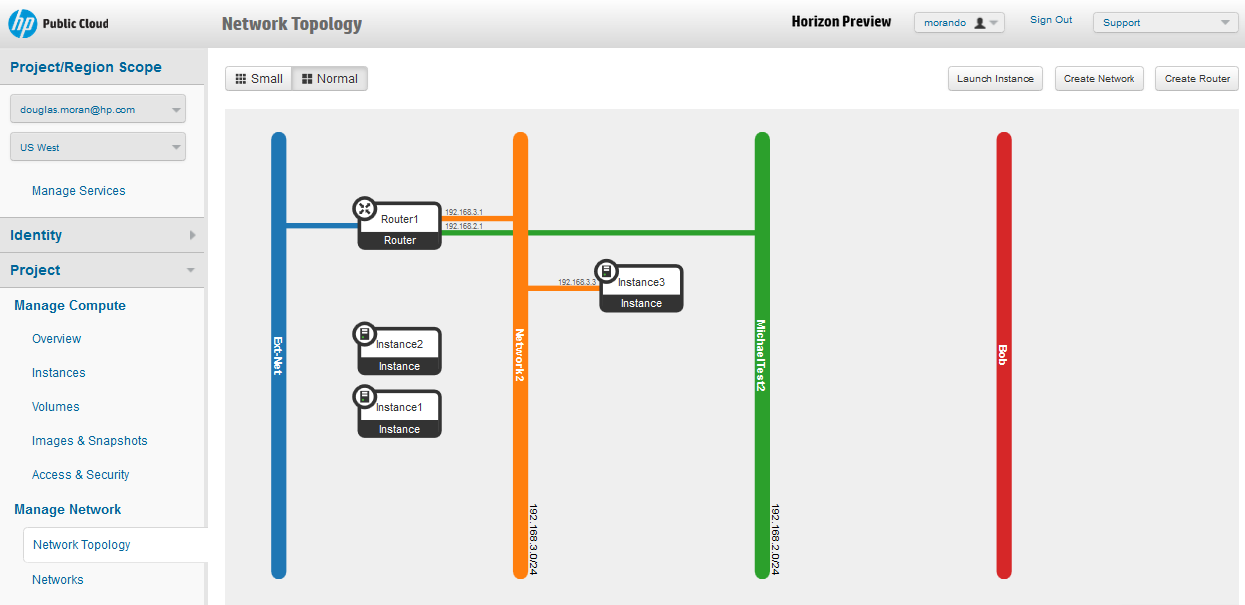 hp Public Cloud
Network Topology
Horizon Preview
morando
Sign Out
Support
Project/Region Scope
douglas.moran@hp.com
US West
Manage Services
Identity
Project
Manage Compute
Overview
Instances
Volumes
Images & Snapshots
Access & Security
Manage Network
Network Topology
Networks
Small
Normal
Launch Instance
Create Network
Create Router
Ext-Net
Router1
Router
192.168.3.1
192.168.2.1
192.168.3.3
Instance3
Instance
Instance2
Instance
Instance1
Instance
Network2
192.168.3.0/24
MichaelTest2
192.168.2.0/24
Bob